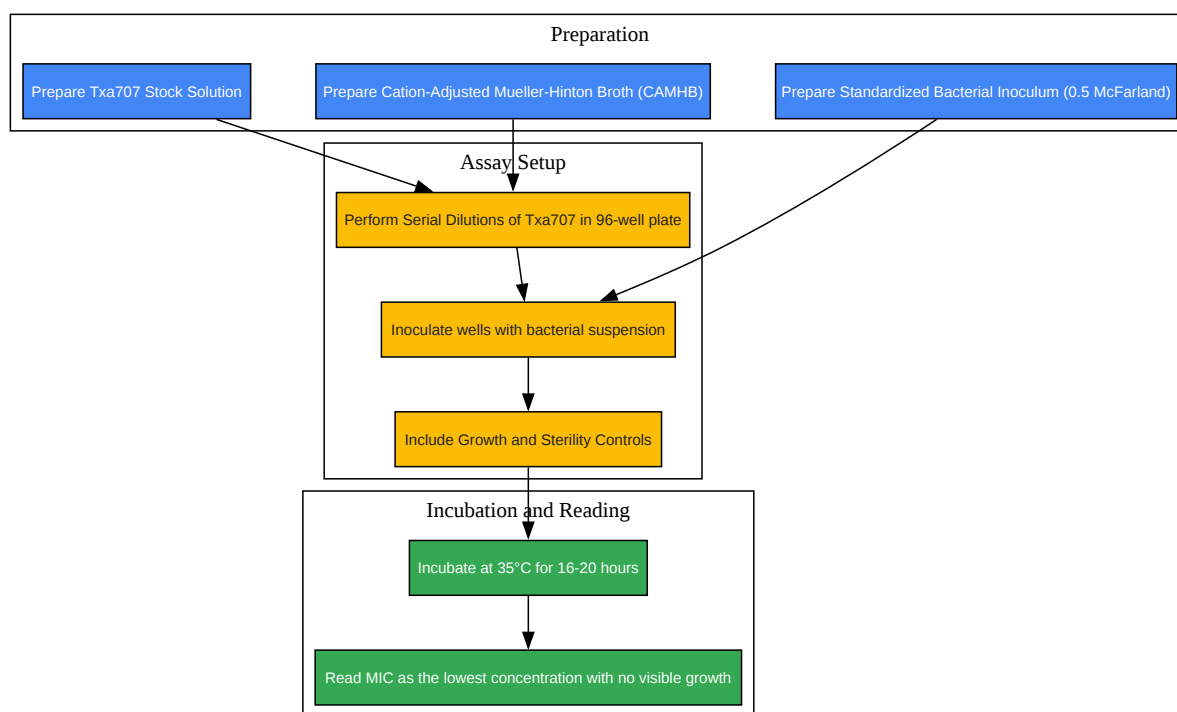 Preparation
Prepare Txa707 Stock Solution
Prepare Cation-Adjusted Mueller-Hinton Broth (CAMHB)
Prepare Standardized Bacterial Inoculum (0.5 McFarland)
Assay Setup
Perform Serial Dilutions of Txa707 in 96-well plate
Inoculate wells with bacterial suspension
Include Growth and Sterility Controls
Incubation and Reading
Incubate at 35°C for 16-20 hours
Read MIC as the lowest concentration with no visible growth